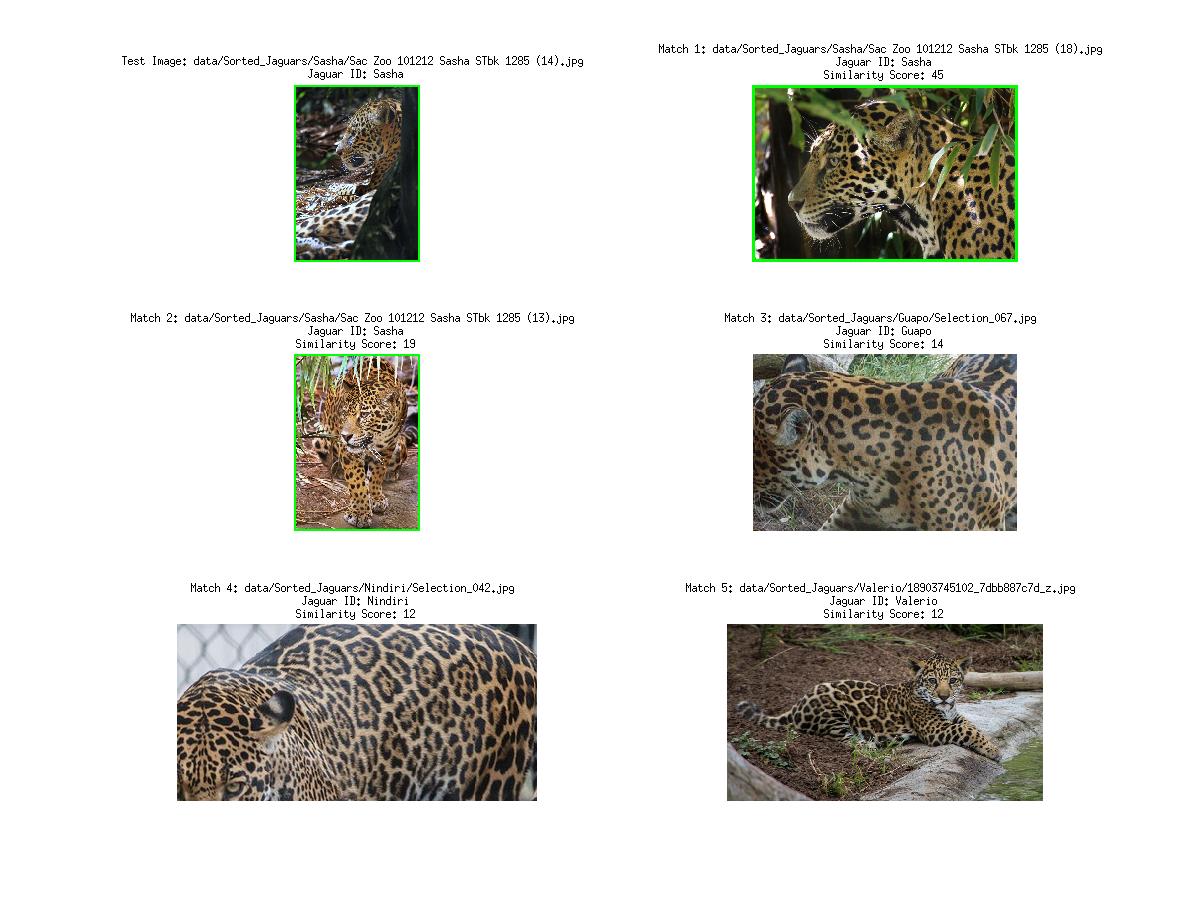 Test Image: data/Sorted_Jaguars/Sasha/Sac Zoo 101212 Sasha STbk 1285 (14).jpg
Jaguar ID: Sasha
Match 1: data/Sorted_Jaguars/Sasha/Sac Zoo 101212 Sasha STbk 1285 (18).jpg
Jaguar ID: Sasha
Similarity Score: 45
Match 2: data/Sorted_Jaguars/Sasha/Sac Zoo 101212 Sasha STbk 1285 (13).jpg
Jaguar ID: Sasha
Similarity Score: 19
Match 3: data/Sorted_Jaguars/Guapo/Selection_067.jpg
Jaguar ID: Guapo
Similarity Score: 14
Match 4: data/Sorted_Jaguars/Nindiri/Selection_042.jpg
Jaguar ID: Nindiri
Similarity Score: 12
Match 5: data/Sorted_Jaguars/Valerio/18903745102_7dbb887c7d_z.jpg
Jaguar ID: Valerio
Similarity Score: 12